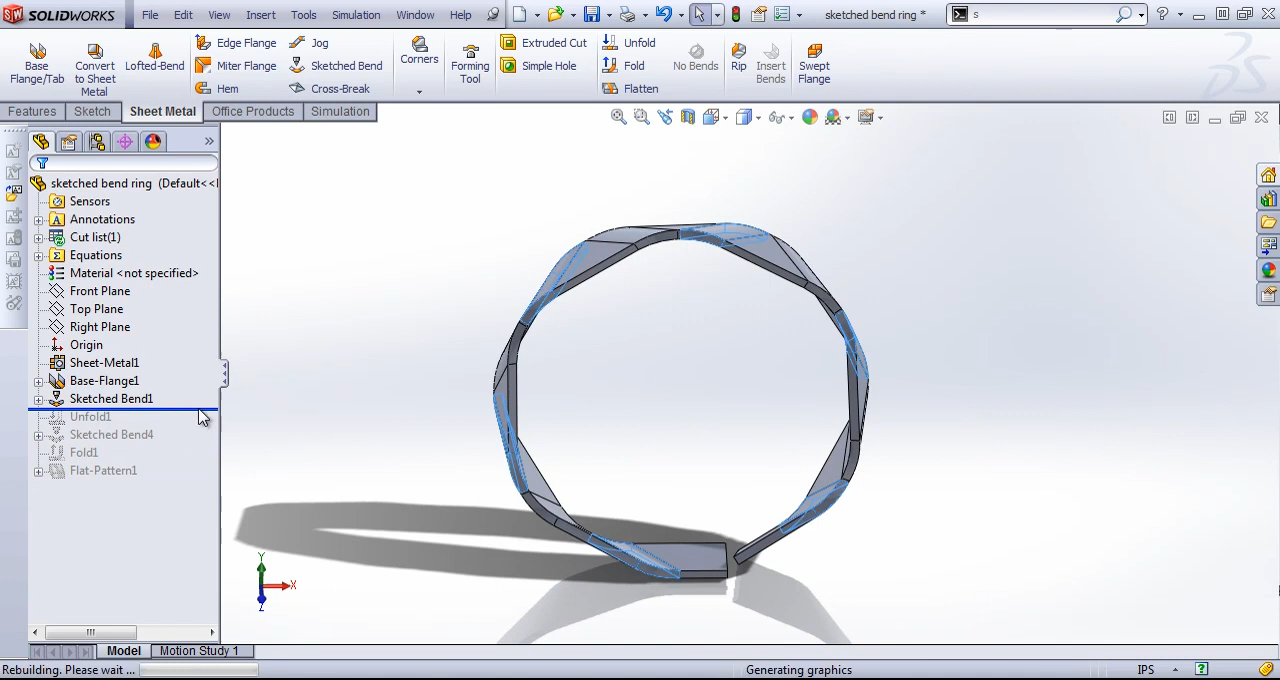 SW SOLIDWORKS File Edit View Insert Tools Simulation Window Help sketched bend ring * s ?
Base Flange/Tab
Convert to Sheet Metal
Lofted-Bend
Edge Flange
Miter Flange
Hem
Jog
Sketched Bend
Cross-Break
Corners
Forming Tool
Extruded Cut
Simple Hole
Unfold
Fold
Flatten
No Bends
Rip
Insert Bends
Swept Flange
Features Sketch Sheet Metal Office Products Simulation
sketched bend ring (Default<<
Sensors
Annotations
Cut list(1)
Equations
Material <not specified>
Front Plane
Top Plane
Right Plane
Origin
Sheet-Metal1
Base-Flange1
Sketched Bend1
Unfold1
Sketched Bend4
Fold1
Flat-Pattern1
Y
X
Z
Model Motion Study 1
Rebuilding. Please wait ... Generating graphics IPS ?